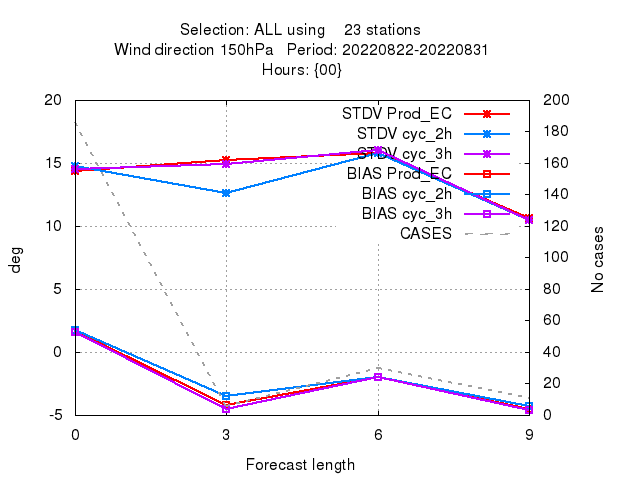 Selection: ALL using 23 stations
Wind direction 150hPa Period: 20220822-20220831
Hours: {00}
20
15
10
5
0
-5
deg
200
180
160
140
120
100
80
60
40
20
0
No cases
STDV Prod_EC
STDV cyc_2h
STDV cyc_3h
BIAS Prod_EC
BIAS cyc_2h
BIAS cyc_3h
CASES
0 3 6 9
Forecast length